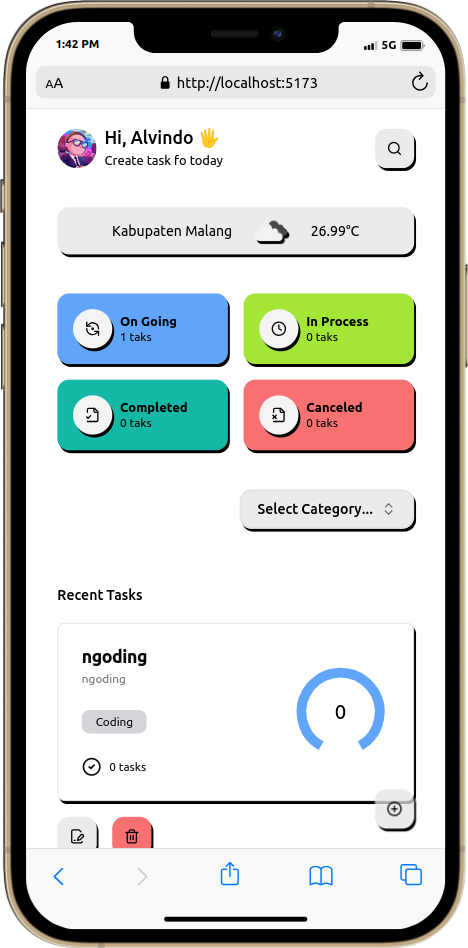 1:42 PM
5G
AA
http://localhost:5173
Hi, Alvindo 🖐
Create task fo today
Kabupaten Malang
26.99°C
On Going
1 taks
In Process
0 taks
Completed
0 taks
Canceled
0 taks
Select Category...
Recent Tasks
ngoding
ngoding
Coding
0
0 tasks